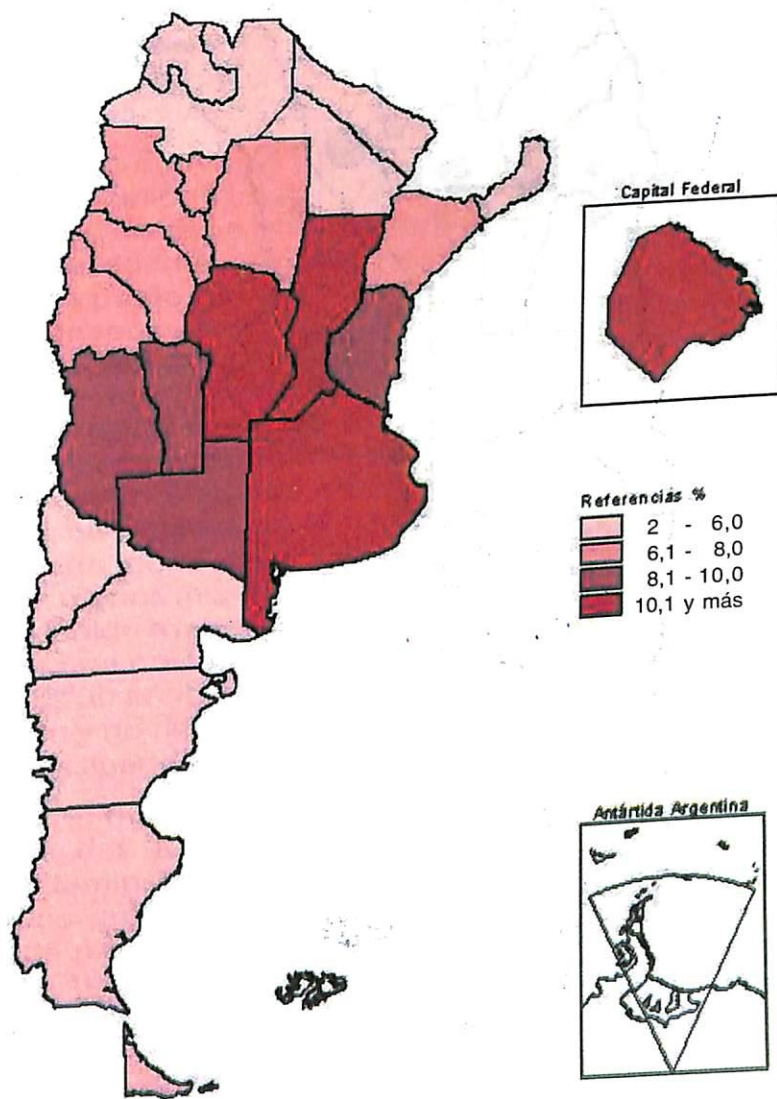 Capital Federal
Referencias %
2 - 6,0
6,1 - 8,0
8,1 - 10,0
10,1 y más
Antártida Argentina